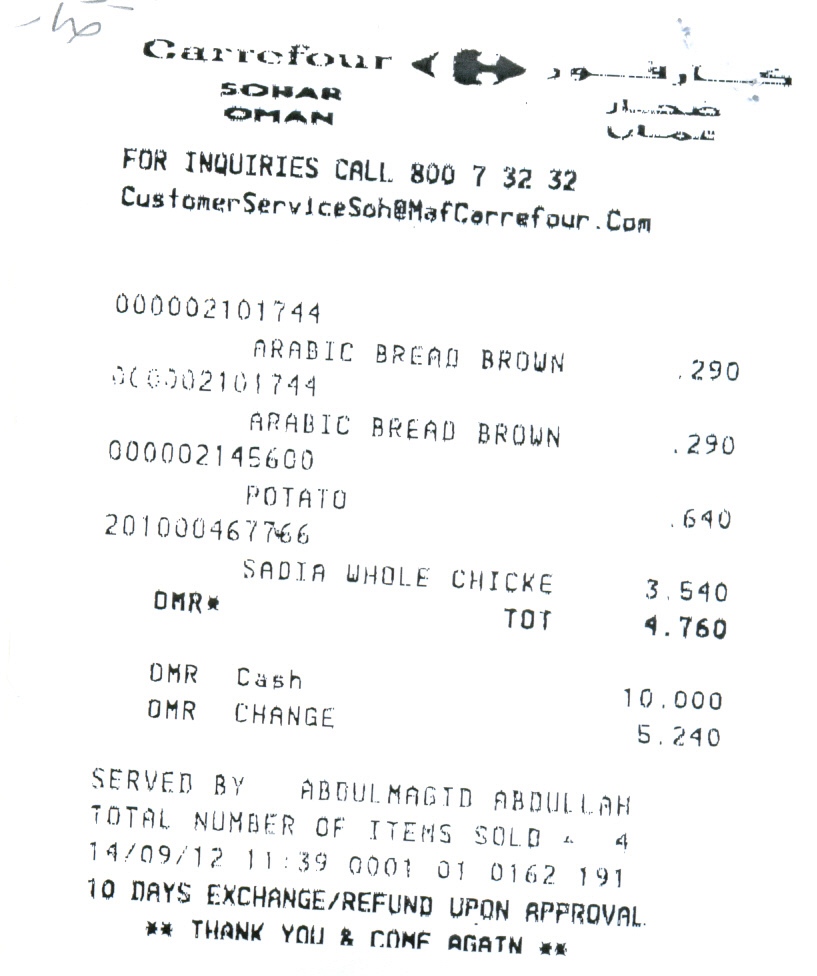 Carrefour كارفور
SOHAR صحار
OMAN عمان
FOR INQUIRIES CALL 800 7 32 32
CustomerServiceSoh@MafCarrefour.Com
000002101744
ARABIC BREAD BROWN .290
000002101744
ARABIC BREAD BROWN .290
000002145600
POTATO .640
201000467766
SADIA WHOLE CHICKE 3.540
OMR* TOT 4.760
OMR Cash 10.000
OMR CHANGE 5.240
SERVED BY ABDULMAGID ABDULLAH
TOTAL NUMBER OF ITEMS SOLD - 4
14/09/12 11:39 0001 01 0162 191
10 DAYS EXCHANGE/REFUND UPON APPROVAL.
** THANK YOU & COME AGAIN **